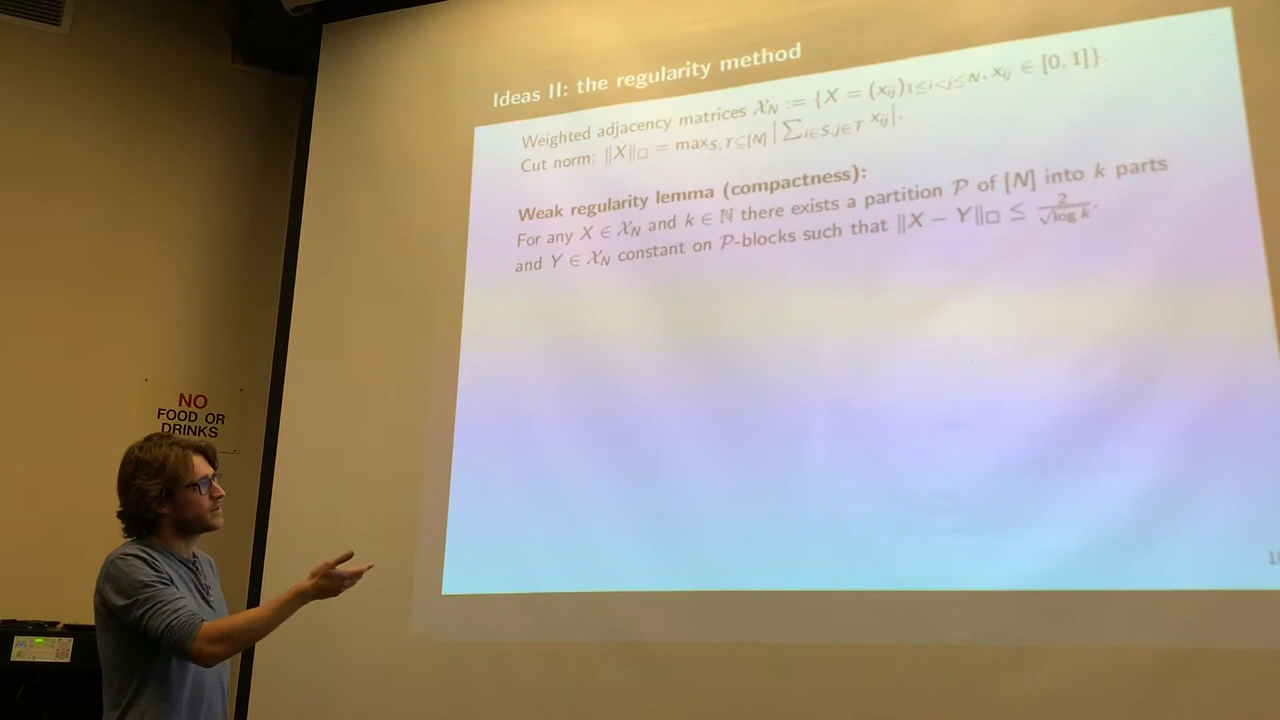 Ideas II: the regularity method
Weighted adjacency matrices 𝒳_N := {X = (x_ij)_{1≤i<j≤N}, x_ij ∈ [0, 1]}.
Cut norm: ‖X‖_□ = max_{S,T⊆[N]} |∑_{i∈S,j∈T} x_ij|.
Weak regularity lemma (compactness):
For any X ∈ 𝒳_N and k ∈ ℕ there exists a partition 𝒫 of [N] into k parts
and Y ∈ 𝒳_N constant on 𝒫-blocks such that ‖X − Y‖_□ ≤ 2/√log k.
NO
FOOD OR
DRINKS